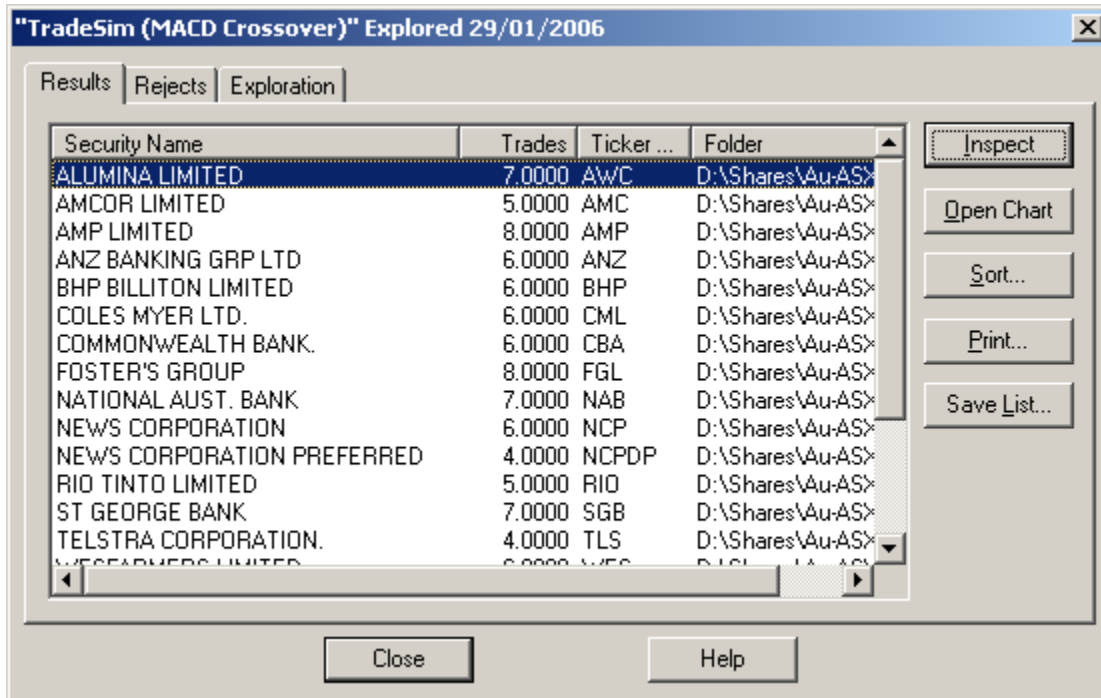 "TradeSim (MACD Crossover)" Explored 29/01/2006
Results Rejects Exploration
Security Name Trades Ticker ... Folder
ALUMINA LIMITED 7.0000 AWC D:\Shares\Au-ASX
AMCOR LIMITED 5.0000 AMC D:\Shares\Au-ASX
AMP LIMITED 8.0000 AMP D:\Shares\Au-ASX
ANZ BANKING GRP LTD 6.0000 ANZ D:\Shares\Au-ASX
BHP BILLITON LIMITED 6.0000 BHP D:\Shares\Au-ASX
COLES MYER LTD. 6.0000 CML D:\Shares\Au-ASX
COMMONWEALTH BANK. 6.0000 CBA D:\Shares\Au-ASX
FOSTER'S GROUP 8.0000 FGL D:\Shares\Au-ASX
NATIONAL AUST. BANK 7.0000 NAB D:\Shares\Au-ASX
NEWS CORPORATION 6.0000 NCP D:\Shares\Au-ASX
NEWS CORPORATION PREFERRED 4.0000 NCPDP D:\Shares\Au-ASX
RIO TINTO LIMITED 5.0000 RIO D:\Shares\Au-ASX
ST GEORGE BANK 7.0000 SGB D:\Shares\Au-ASX
TELSTRA CORPORATION. 4.0000 TLS D:\Shares\Au-ASX
WESFARMERS LIMITED
Inspect
Open Chart
Sort...
Print...
Save List...
Close Help